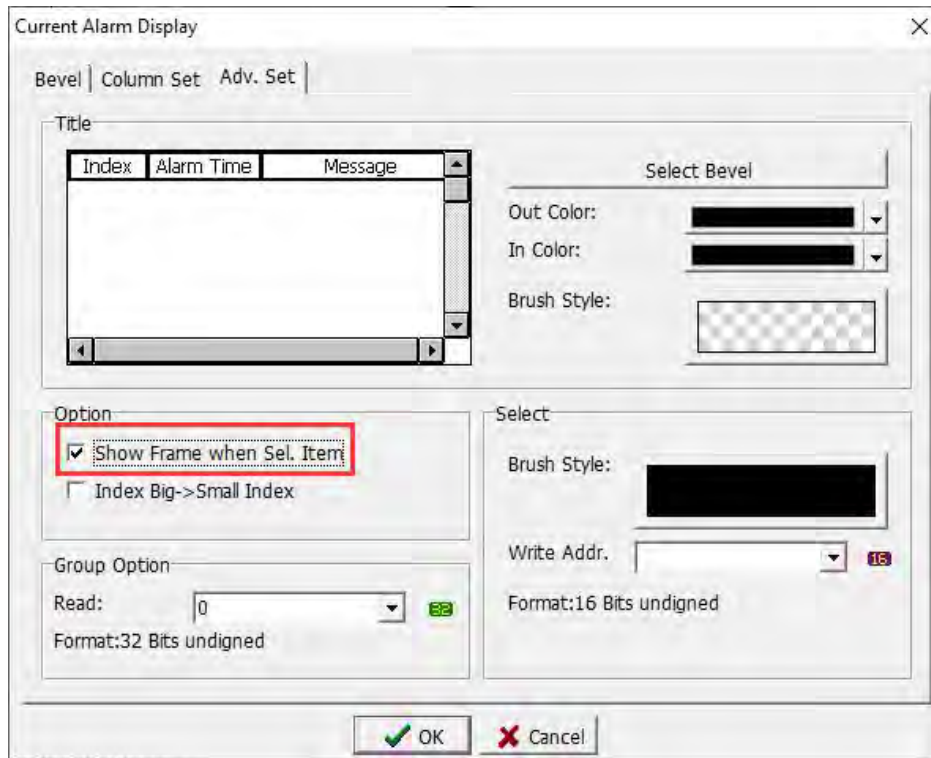 Current Alarm Display
Bevel Column Set Adv. Set
Title
Index Alarm Time Message
Select Bevel
Out Color:
In Color:
Brush Style:
Option
Show Frame when Sel. Item
Index Big->Small Index
Group Option
Read: 0 32
Format:32 Bits undigned
Select
Brush Style:
Write Addr. 16
Format:16 Bits undigned
OK Cancel